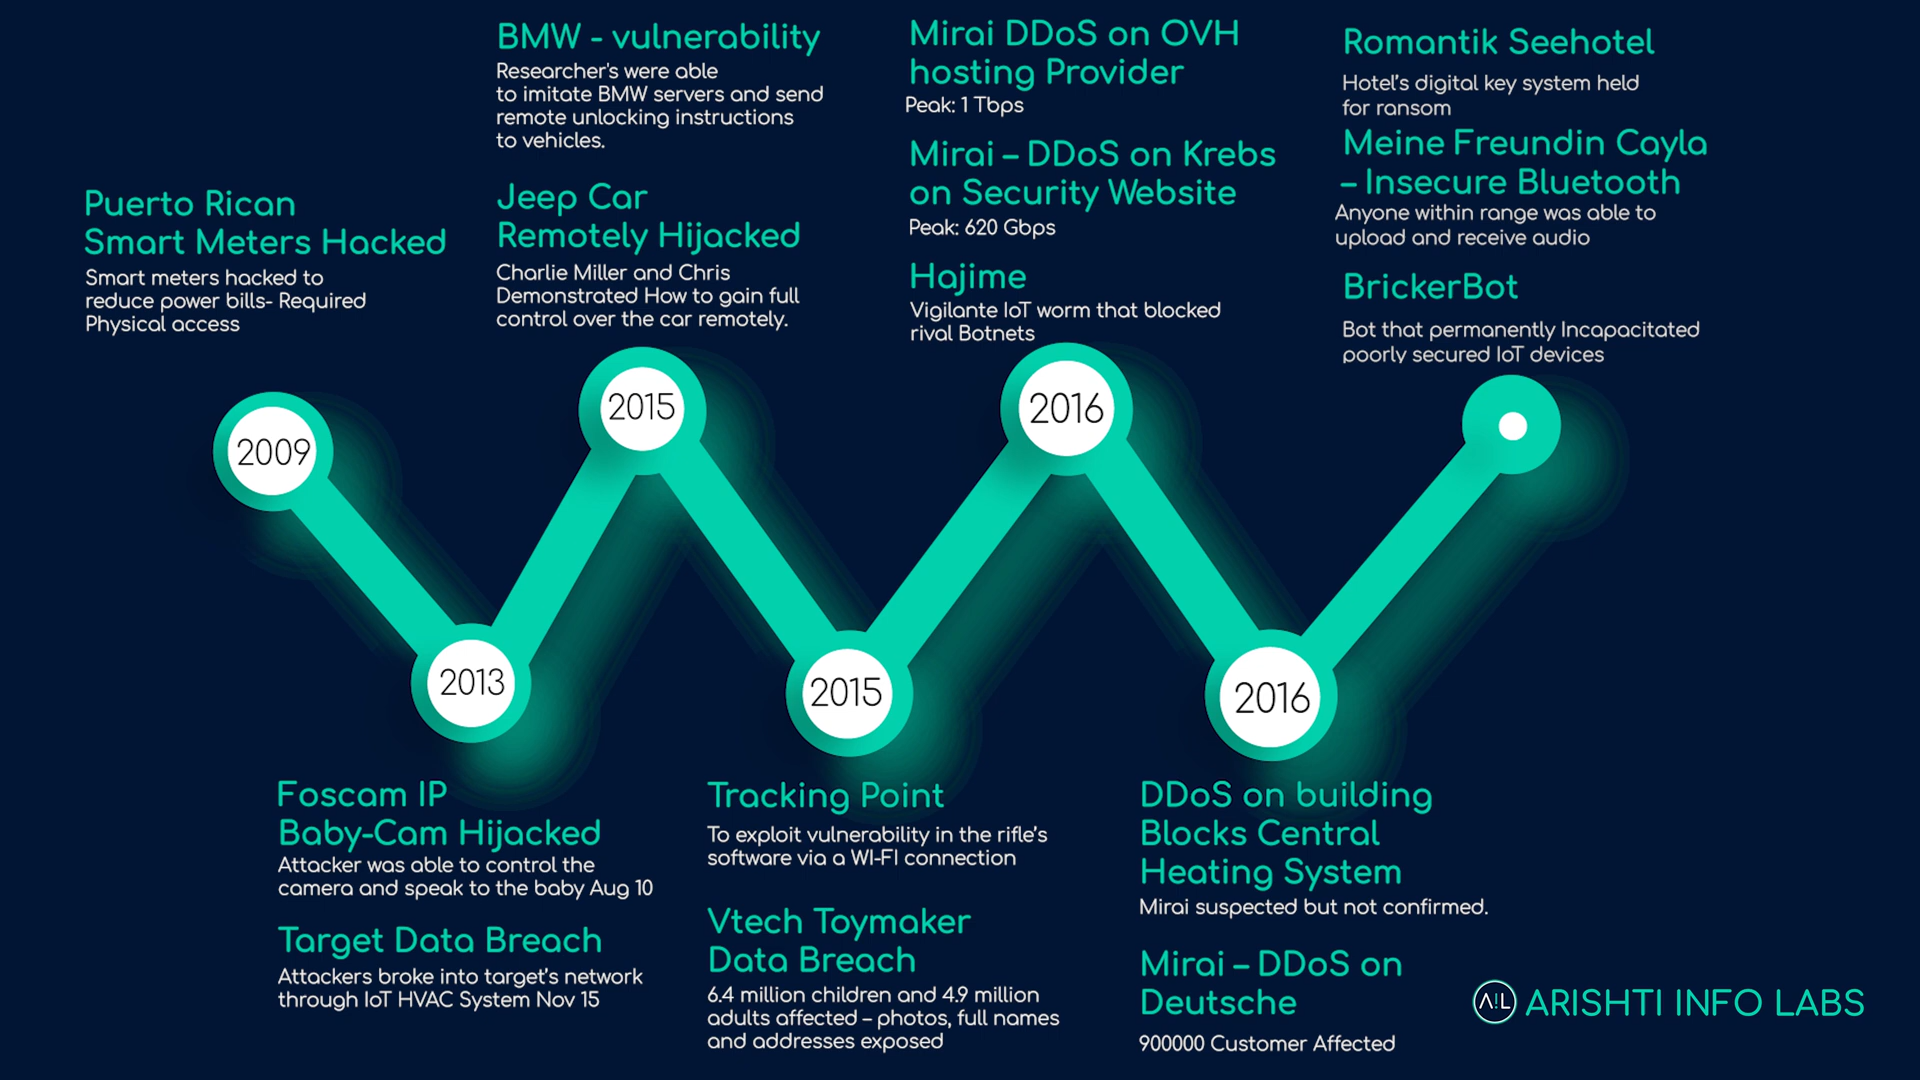 Puerto Rican
Smart Meters Hacked
Smart meters hacked to
reduce power bills- Required
Physical access
2009
2013
Foscam IP
Baby-Cam Hijacked
Attacker was able to control the
camera and speak to the baby Aug 10
Target Data Breach
Attackers broke into target's network
through IoT HVAC System Nov 15
BMW - vulnerability
Researcher's were able
to imitate BMW servers and send
remote unlocking instructions
to vehicles.
Jeep Car
Remotely Hijacked
Charlie Miller and Chris
Demonstrated How to gain full
control over the car remotely.
2015
2015
Tracking Point
To exploit vulnerability in the rifle's
software via a WI-FI connection
Vtech Toymaker
Data Breach
6.4 million children and 4.9 million
adults affected – photos, full names
and addresses exposed
Mirai DDoS on OVH
hosting Provider
Peak: 1 Tbps
Mirai – DDoS on Krebs
on Security Website
Peak: 620 Gbps
Hajime
Vigilante IoT worm that blocked
rival Botnets
2016
2016
DDoS on building
Blocks Central
Heating System
Mirai suspected but not confirmed.
Mirai – DDoS on
Deutsche
900000 Customer Affected
Romantik Seehotel
Hotel's digital key system held
for ransom
Meine Freundin Cayla
– Insecure Bluetooth
Anyone within range was able to
upload and receive audio
BrickerBot
Bot that permanently Incapacitated
poorly secured IoT devices
A!L ARISHTI INFO LABS